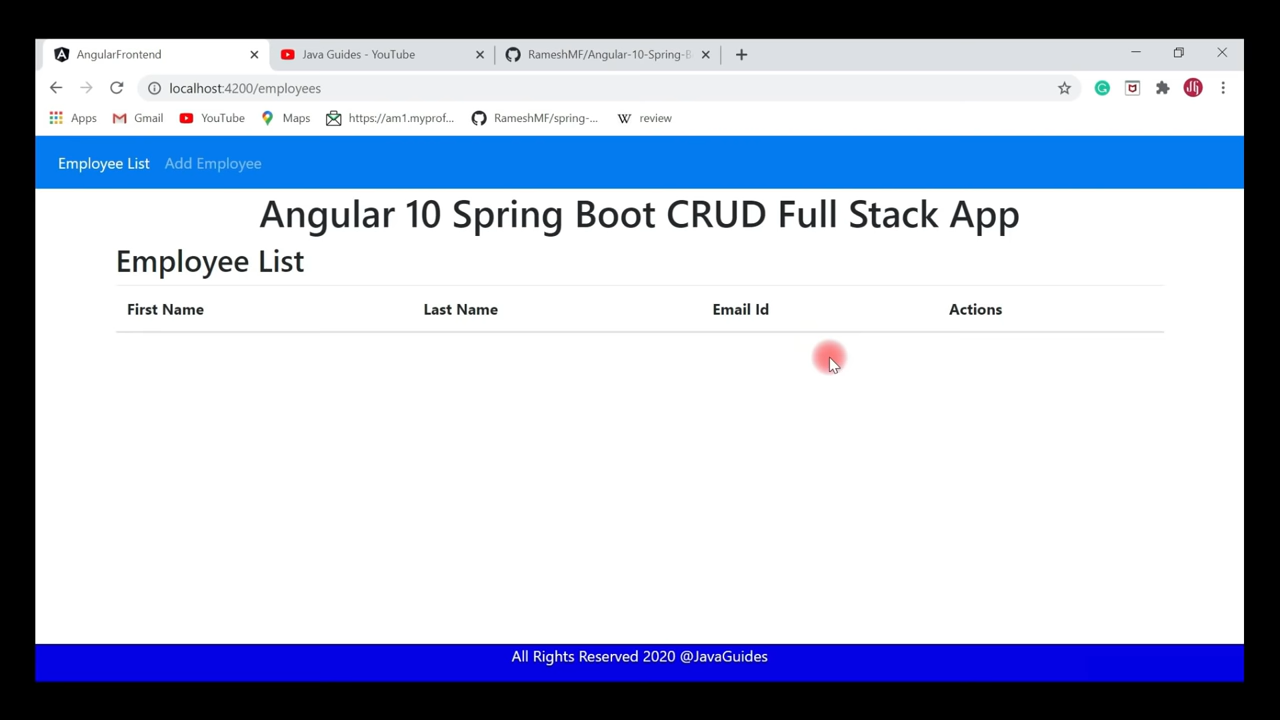 AngularFrontend
Java Guides - YouTube
RameshMF/Angular-10-Spring-B
localhost:4200/employees
Apps
Gmail
YouTube
Maps
https://am1.myprof...
RameshMF/spring-...
W review
Employee List Add Employee
Angular 10 Spring Boot CRUD Full Stack App
Employee List
First Name Last Name Email Id Actions
All Rights Reserved 2020 @JavaGuides